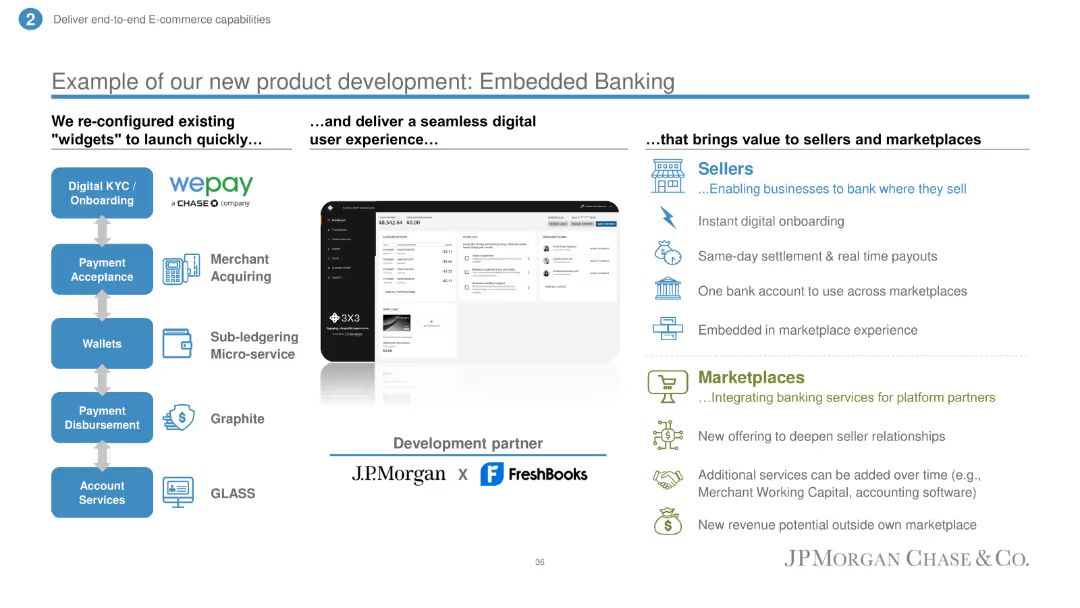 2
Deliver end-to-end E-commerce capabilities
Example of our new product development: Embedded Banking
We re-configured existing
"widgets" to launch quickly…
Digital KYC /
Onboarding
wepay
a CHASE company
Payment
Acceptance
Merchant
Acquiring
Wallets
Sub-ledgering
Micro-service
Payment
Disbursement
Graphite
Account
Services
GLASS
…and deliver a seamless digital
user experience…
$8,542.64 $0.00
3X3
Development partner
J.P.Morgan X FreshBooks
…that brings value to sellers and marketplaces
Sellers
…Enabling businesses to bank where they sell
Instant digital onboarding
Same-day settlement & real time payouts
One bank account to use across marketplaces
Embedded in marketplace experience
Marketplaces
…Integrating banking services for platform partners
New offering to deepen seller relationships
Additional services can be added over time (e.g.,
Merchant Working Capital, accounting software)
New revenue potential outside own marketplace
36
JPMORGAN CHASE & CO.